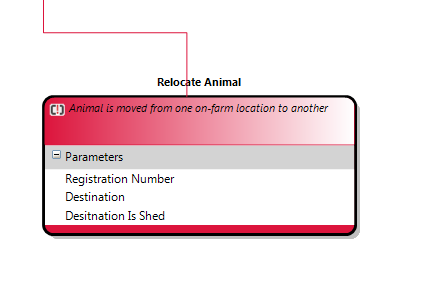 Relocate Animal
Animal is moved from one on-farm location to another
Parameters
Registration Number
Destination
Desitnation Is Shed